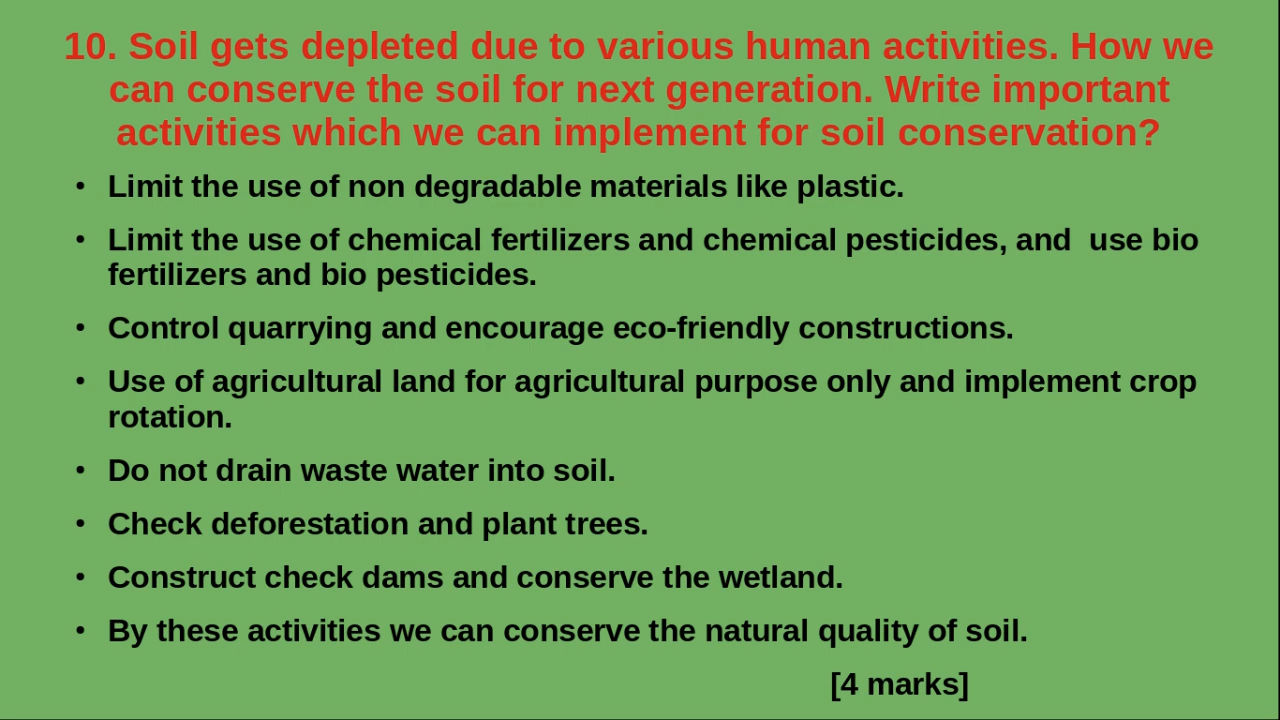 10. Soil gets depleted due to various human activities. How we
can conserve the soil for next generation. Write important
activities which we can implement for soil conservation?
• Limit the use of non degradable materials like plastic.
• Limit the use of chemical fertilizers and chemical pesticides, and  use bio
fertilizers and bio pesticides.
• Control quarrying and encourage eco-friendly constructions.
• Use of agricultural land for agricultural purpose only and implement crop
rotation.
• Do not drain waste water into soil.
• Check deforestation and plant trees.
• Construct check dams and conserve the wetland.
• By these activities we can conserve the natural quality of soil.
[4 marks]